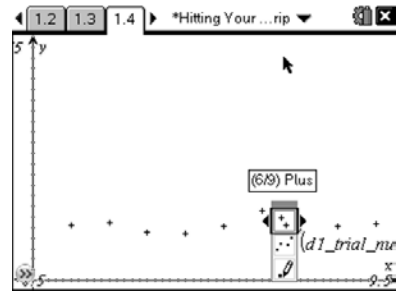 1.2 1.3 1.4 *Hitting Your ...rip
5 y
(6/9) Plus
(d1_trial_nu
x
.5 9.5